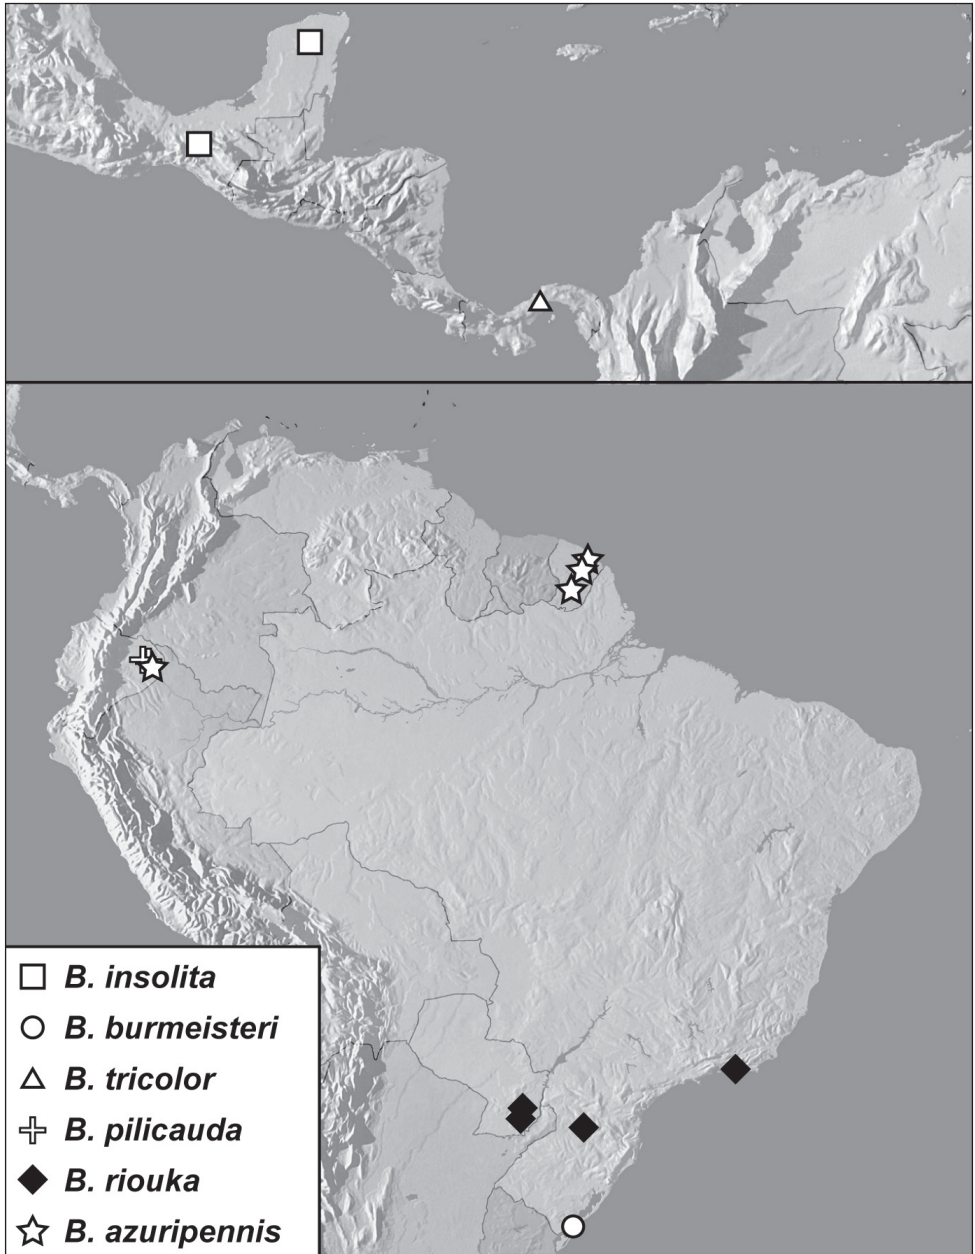 B. insolita
B. burmeisteri
B. tricolor
B. pilicauda
B. riouka
B. azuripennis